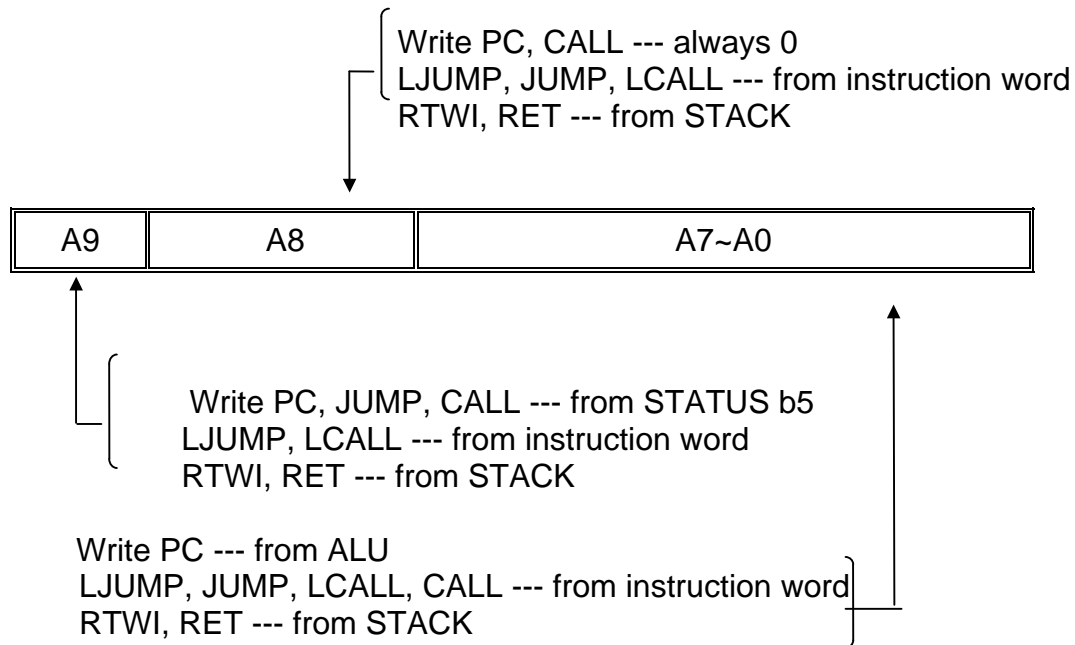 Write PC, CALL --- always 0
LJUMP, JUMP, LCALL --- from instruction word
RTWI, RET --- from STACK
A9 A8 A7~A0
Write PC, JUMP, CALL --- from STATUS b5
LJUMP, LCALL --- from instruction word
RTWI, RET --- from STACK
Write PC --- from ALU
LJUMP, JUMP, LCALL, CALL --- from instruction word
RTWI, RET --- from STACK